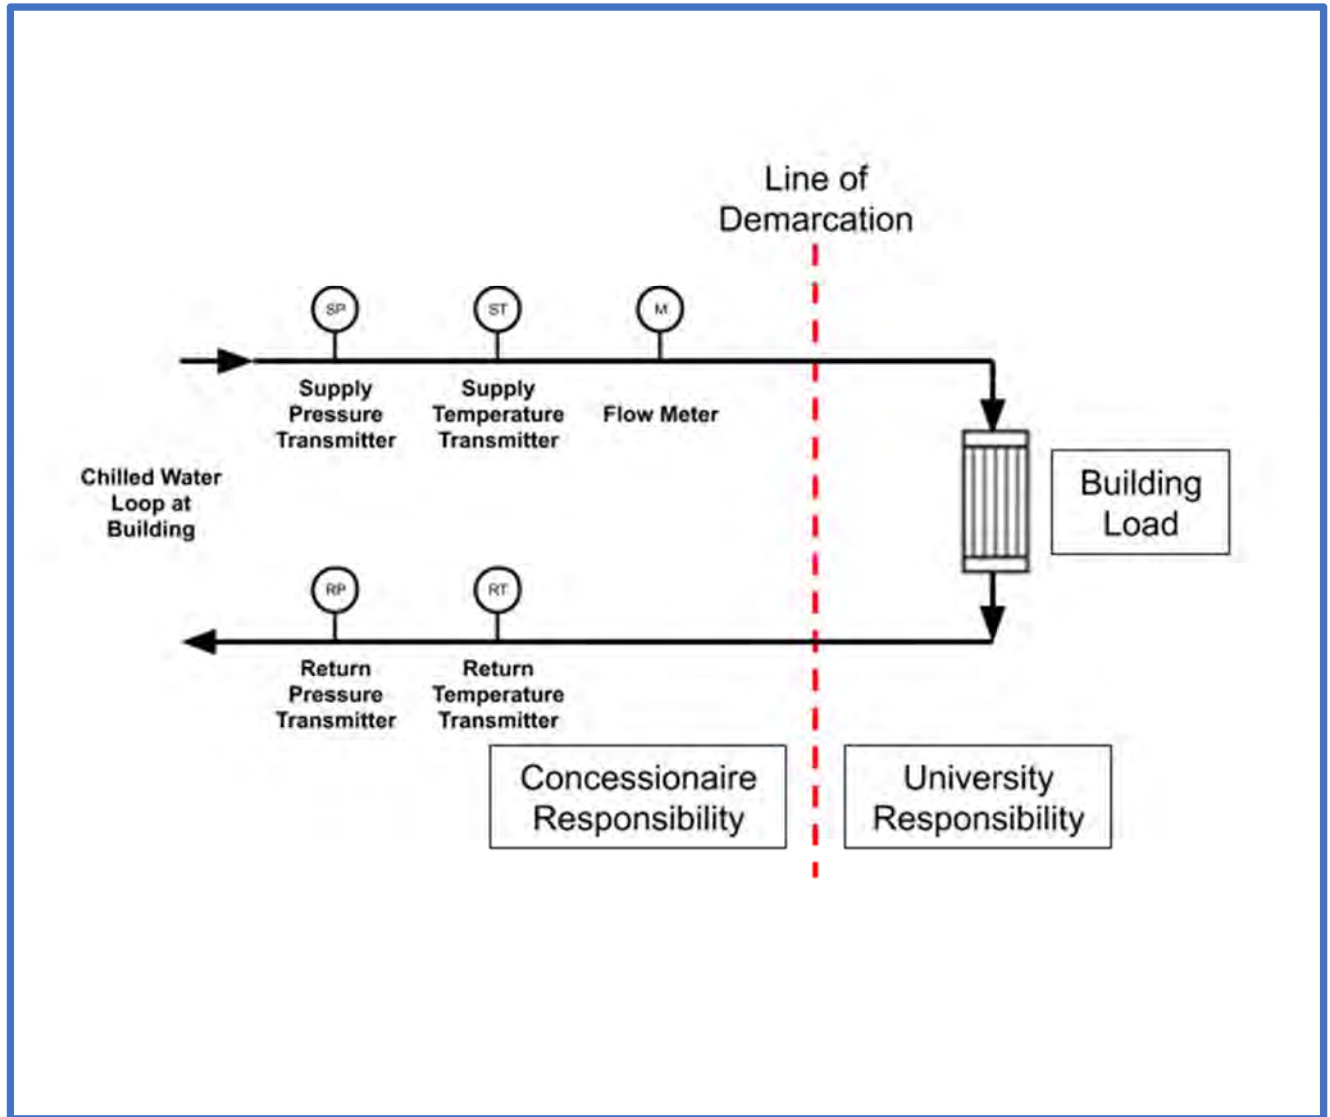 Line of
Demarcation
SP
ST
M
Supply
Pressure
Transmitter
Supply
Temperature
Transmitter
Flow Meter
Chilled Water
Loop at
Building
Building
Load
RP
RT
Return
Pressure
Transmitter
Return
Temperature
Transmitter
Concessionaire
Responsibility
University
Responsibility